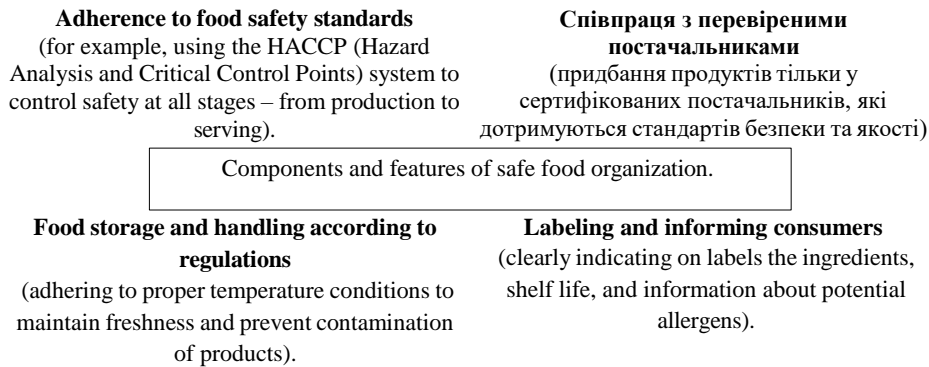 Adherence to food safety standards
(for example, using the HACCP (Hazard
Analysis and Critical Control Points) system to
control safety at all stages – from production to
serving).
Співпраця з перевіреними
постачальниками
(придбання продуктів тільки у
сертифікованих постачальників, які
дотримуються стандартів безпеки та якості)
Components and features of safe food organization.
Food storage and handling according to
regulations
(adhering to proper temperature conditions to
maintain freshness and prevent contamination
of products).
Labeling and informing consumers
(clearly indicating on labels the ingredients,
shelf life, and information about potential
allergens).